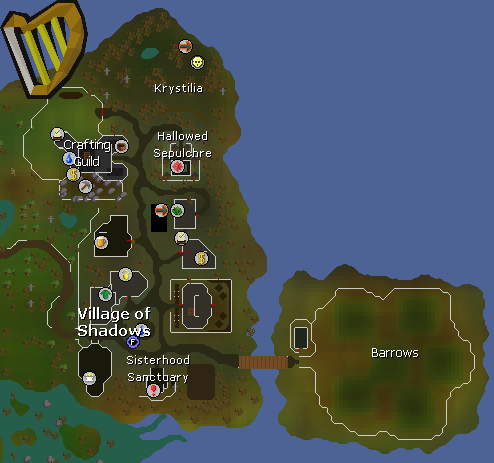 Krystilia
Hallowed
Sepulchre
Crafting
Guild
Village of
Shadows
Barrows
Sisterhood
Sanctuary